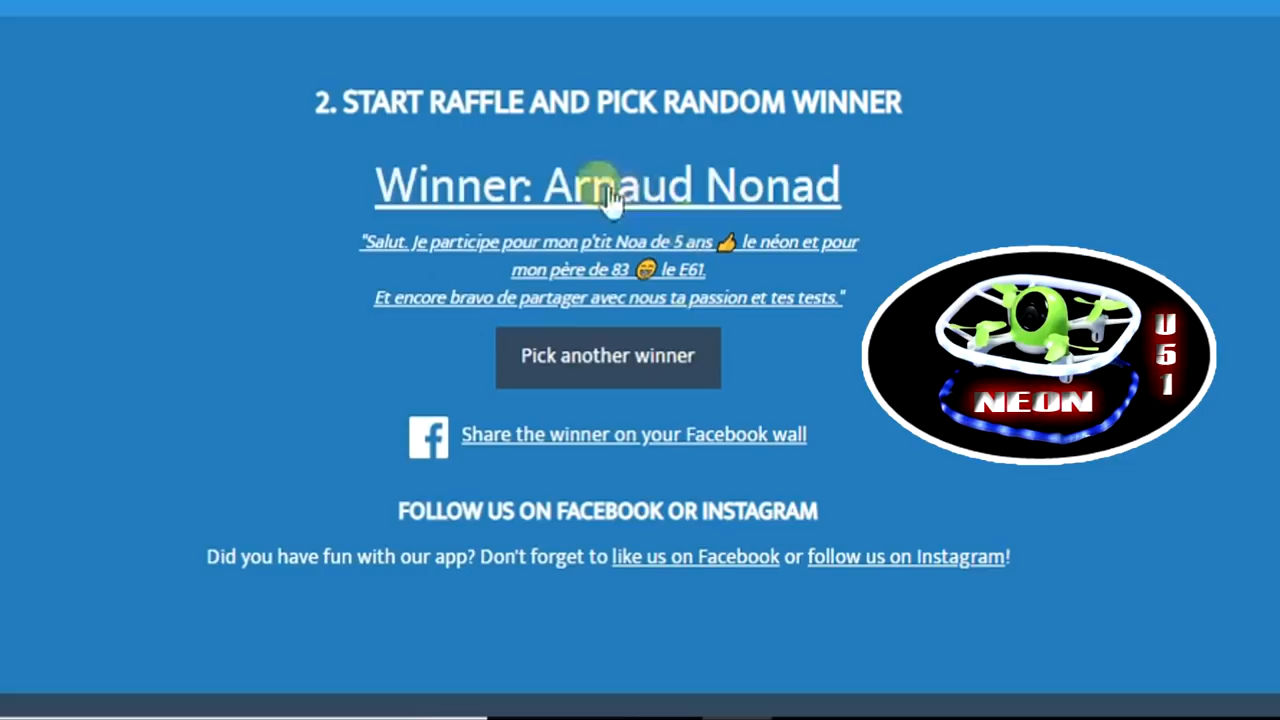 2. START RAFFLE AND PICK RANDOM WINNER
Winner: Arnaud Nonad
"Salut. Je participe pour mon p'tit Noa de 5 ans 👍 le néon et pour
mon père de 83 😁 le E61.
Et encore bravo de partager avec nous ta passion et tes tests."
Pick another winner
Share the winner on your Facebook wall
FOLLOW US ON FACEBOOK OR INSTAGRAM
Did you have fun with our app? Don't forget to like us on Facebook or follow us on Instagram!
NEON
U51